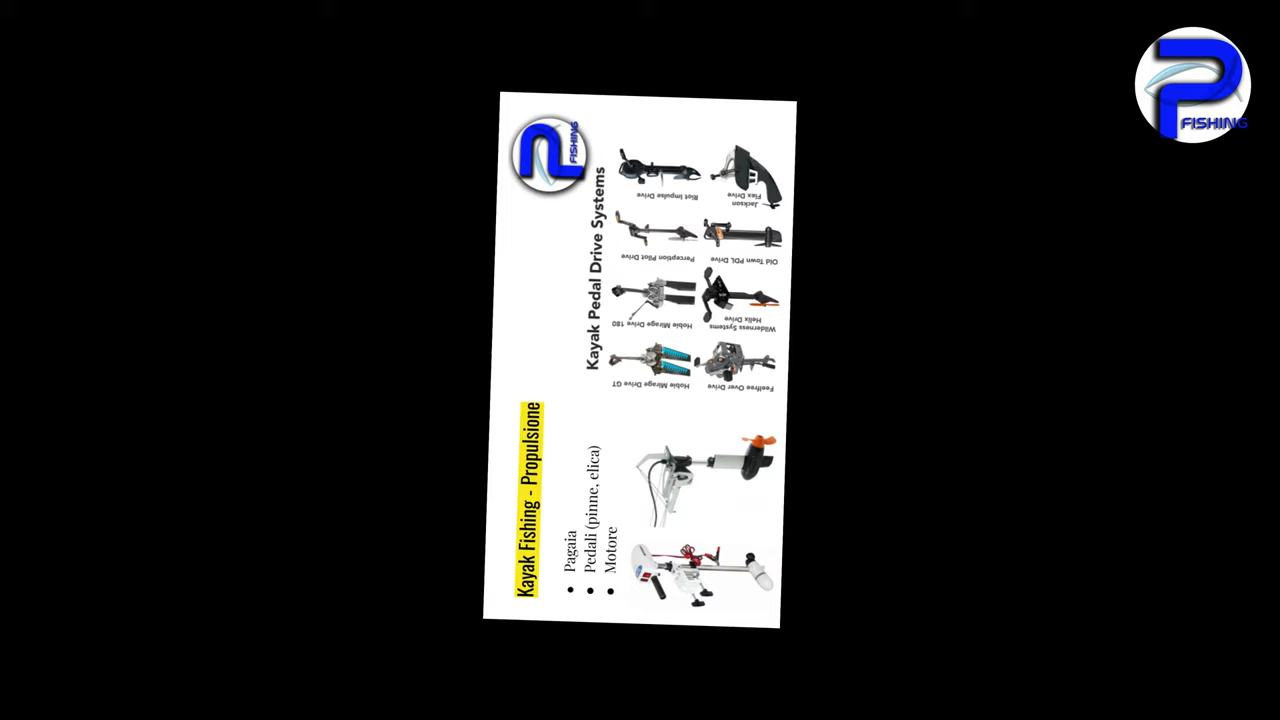 FISHING
FISHING
Kayak Fishing - Propulsione
• Pagaia
• Pedali (pinne, elica)
• Motore
Kayak Pedal Drive Systems
Hobie Mirage Drive GT
Hobie Mirage Drive 180
Perception Pilot Drive
Riot Impulse Drive
Feelfree Over Drive
Wilderness Systems
Helix Drive
Old Town PDL Drive
Jackson
Flex Drive